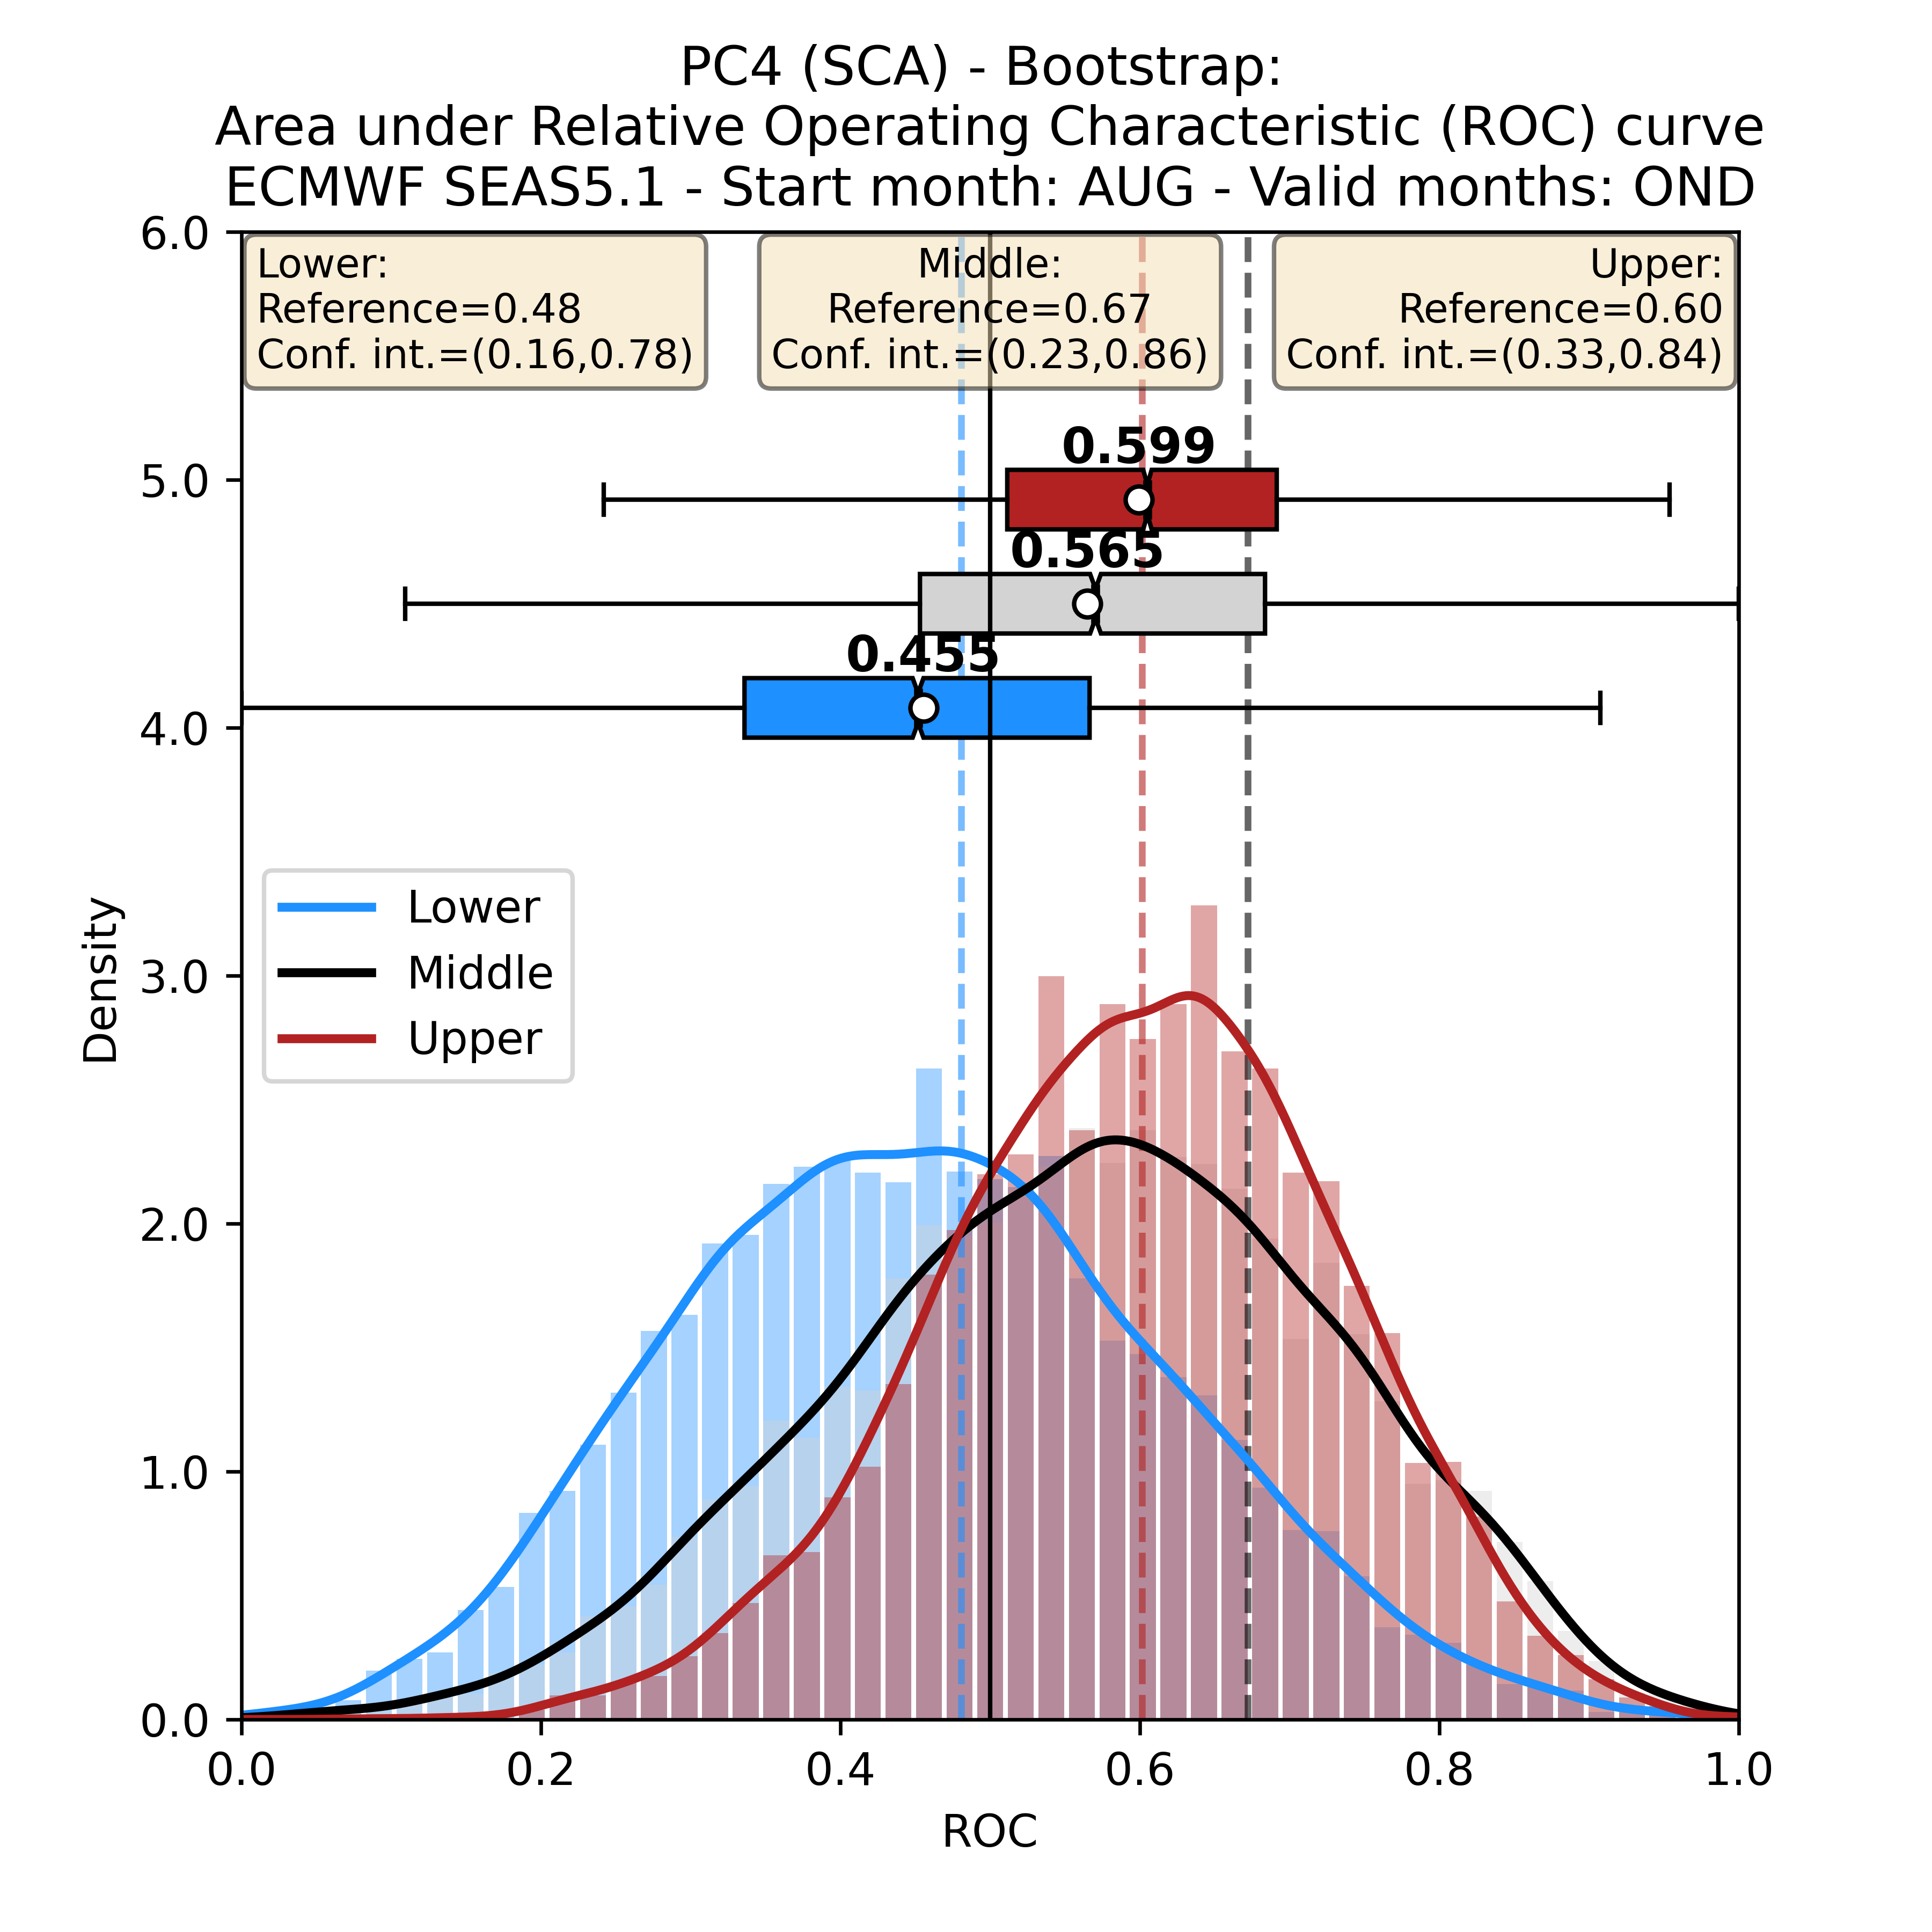 PC4 (SCA) - Bootstrap:
Area under Relative Operating Characteristic (ROC) curve
ECMWF SEAS5.1 - Start month: AUG - Valid months: OND
Lower:
Reference=0.48
Conf. int.=(0.16,0.78)
Middle:
Reference=0.67
Conf. int.=(0.23,0.86)
Upper:
Reference=0.60
Conf. int.=(0.33,0.84)
0.599
0.565
0.455
6.0
5.0
4.0
3.0
2.0
1.0
0.0
Density
Lower
Middle
Upper
0.0 0.2 0.4 0.6 0.8 1.0
ROC